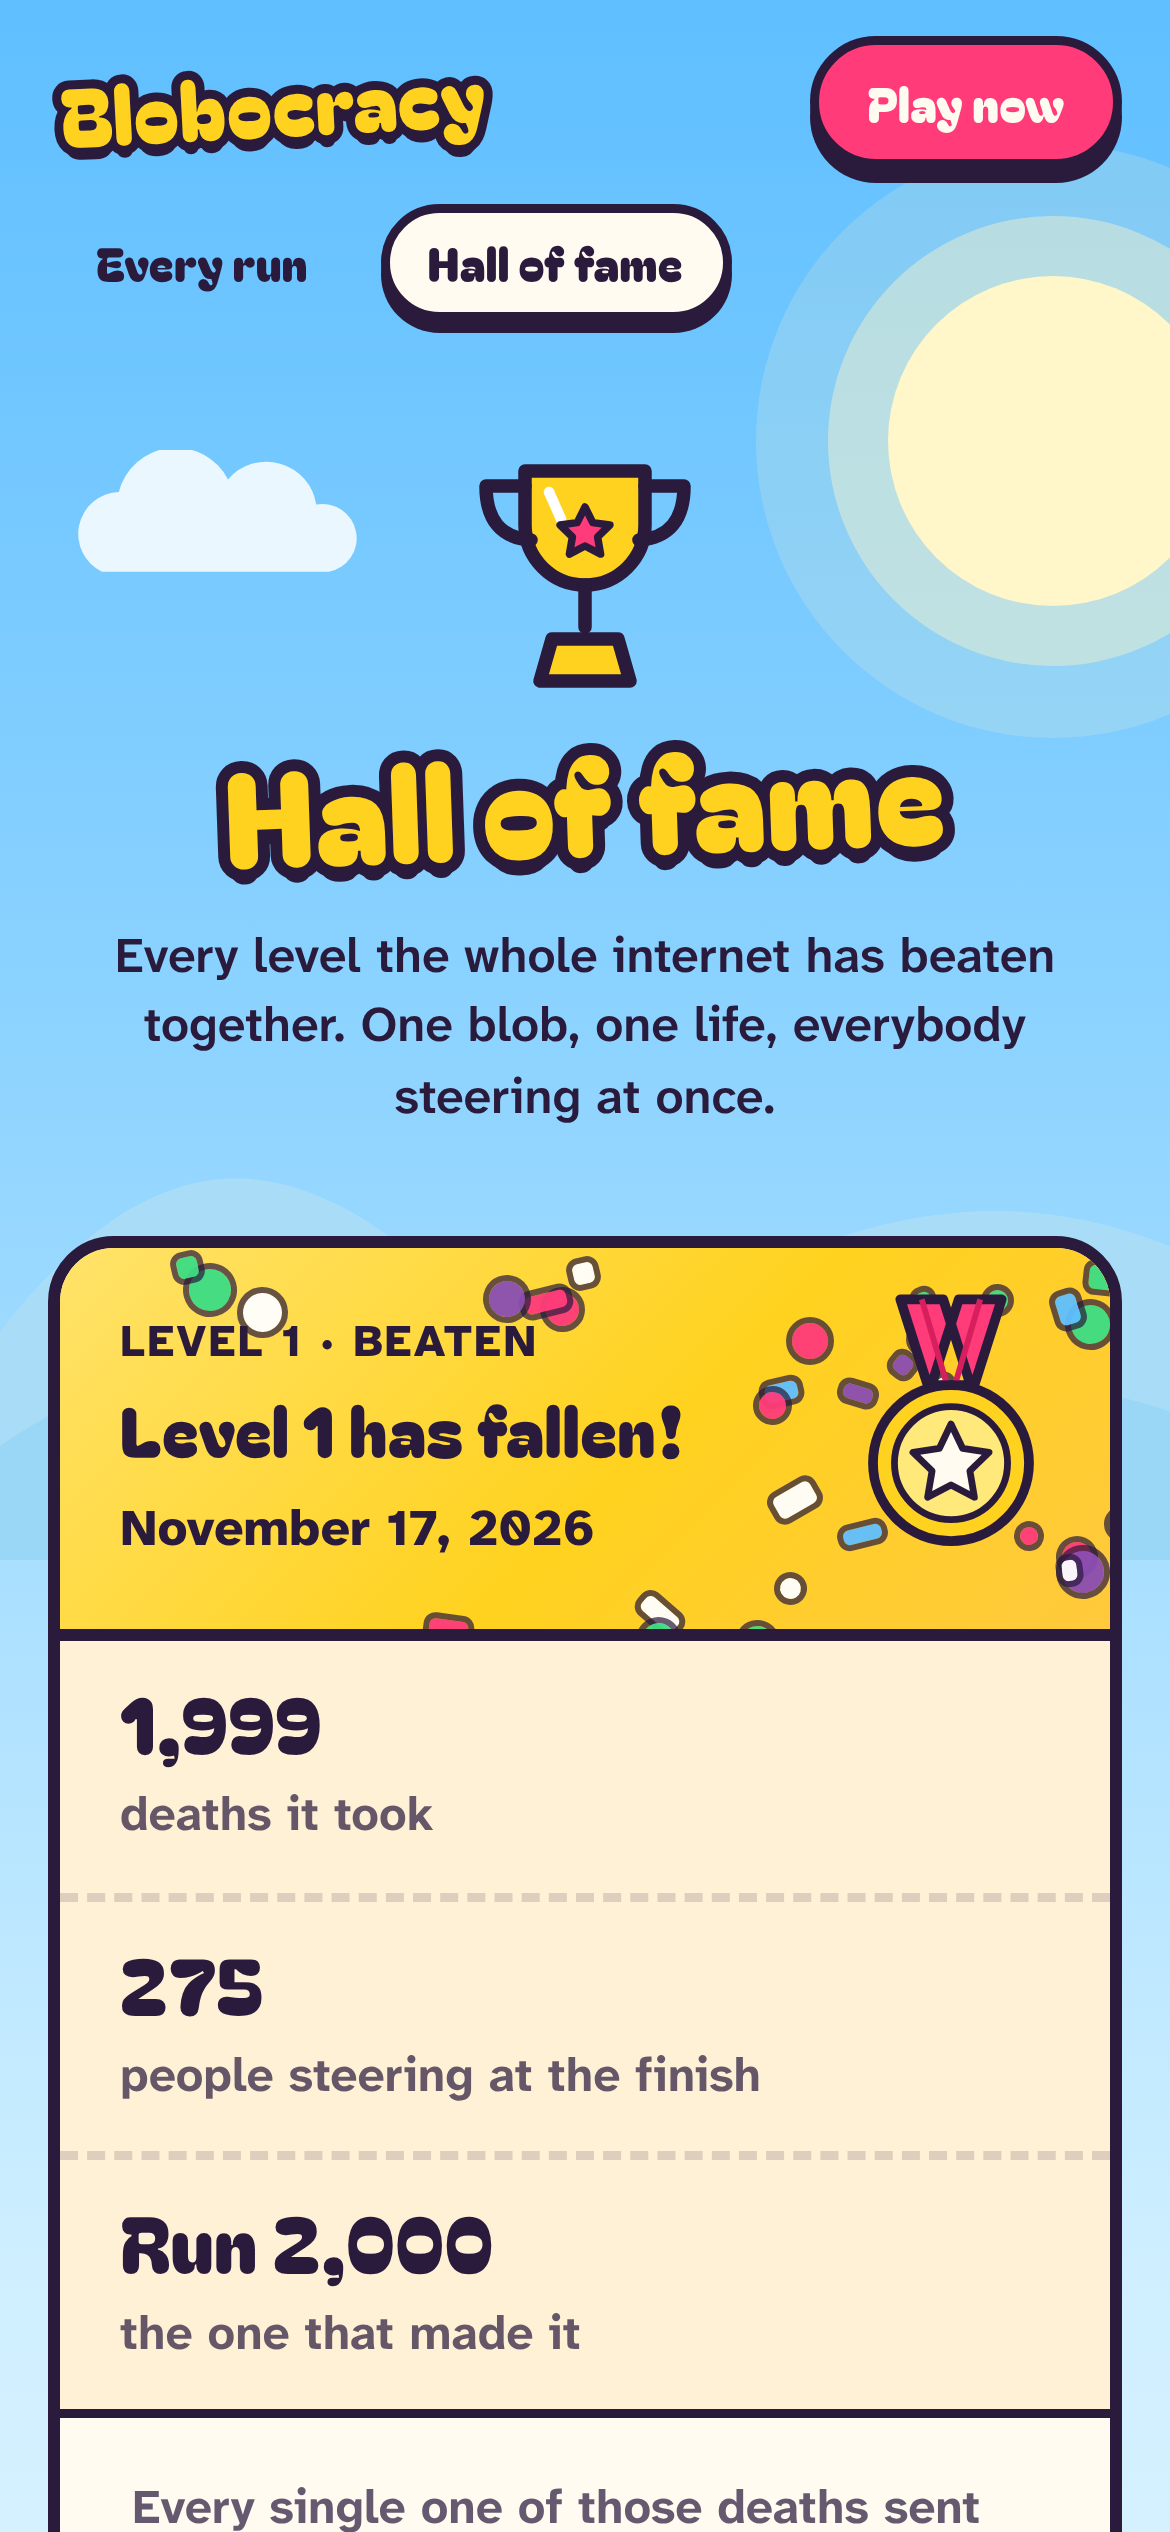 Blobocracy
Play now
Every run
Hall of fame
Hall of fame
Every level the whole internet has beaten
together. One blob, one life, everybody
steering at once.
LEVEL 1 · BEATEN
Level 1 has fallen!
November 17, 2026
1,999
deaths it took
275
people steering at the finish
Run 2,000
the one that made it
Every single one of those deaths sent